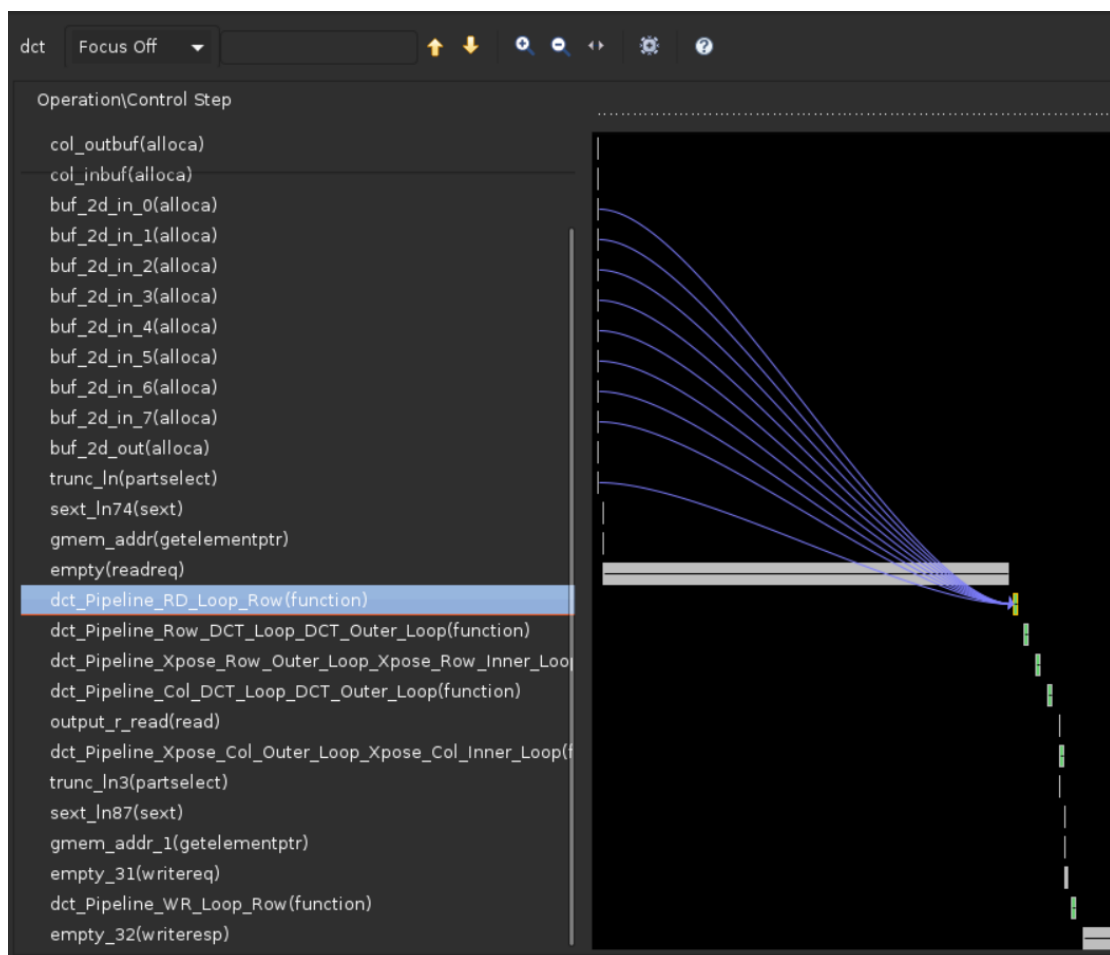 dct Focus Off
Operation\Control Step
col_outbuf(alloca)
col_inbuf(alloca)
buf_2d_in_0(alloca)
buf_2d_in_1(alloca)
buf_2d_in_2(alloca)
buf_2d_in_3(alloca)
buf_2d_in_4(alloca)
buf_2d_in_5(alloca)
buf_2d_in_6(alloca)
buf_2d_in_7(alloca)
buf_2d_out(alloca)
trunc_ln(partselect)
sext_ln74(sext)
gmem_addr(getelementptr)
empty(readreq)
dct_Pipeline_RD_Loop_Row(function)
dct_Pipeline_Row_DCT_Loop_DCT_Outer_Loop(function)
dct_Pipeline_Xpose_Row_Outer_Loop_Xpose_Row_Inner_Loo
dct_Pipeline_Col_DCT_Loop_DCT_Outer_Loop(function)
output_r_read(read)
dct_Pipeline_Xpose_Col_Outer_Loop_Xpose_Col_Inner_Loop(f
trunc_ln3(partselect)
sext_ln87(sext)
gmem_addr_1(getelementptr)
empty_31(writereq)
dct_Pipeline_WR_Loop_Row(function)
empty_32(writeresp)